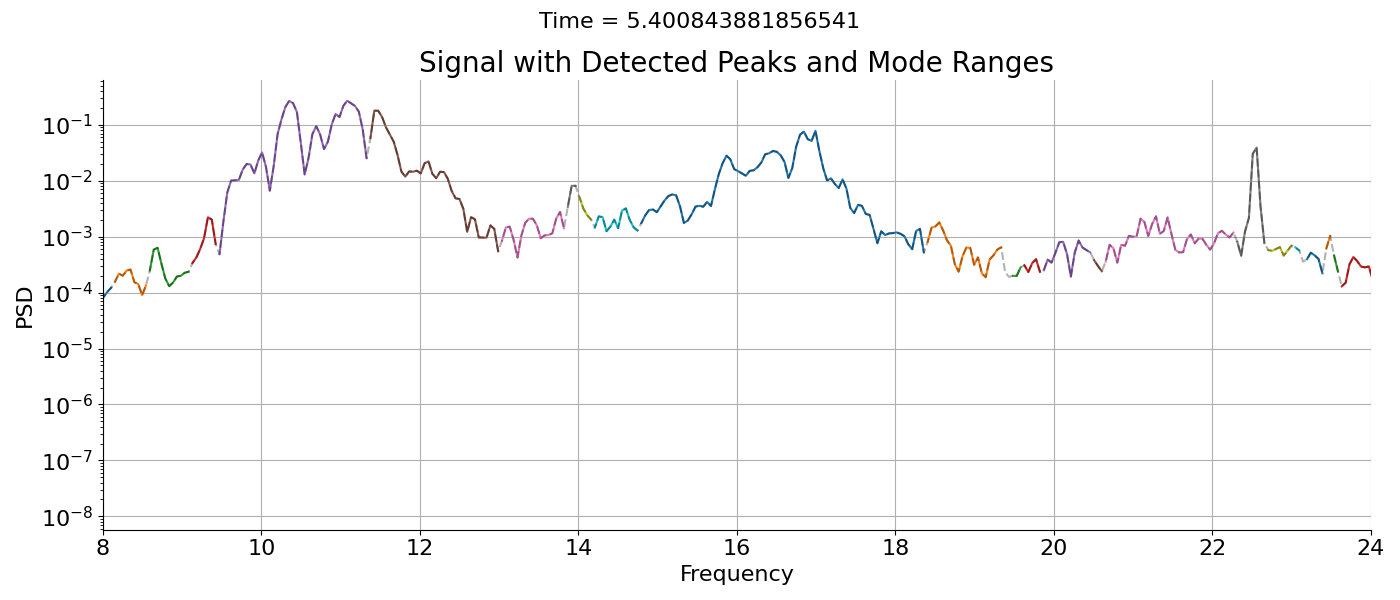 Time = 5.400843881856541
Signal with Detected Peaks and Mode Ranges
PSD
10⁻¹
10⁻²
10⁻³
10⁻⁴
10⁻⁵
10⁻⁶
10⁻⁷
10⁻⁸
8 10 12 14 16 18 20 22 24
Frequency